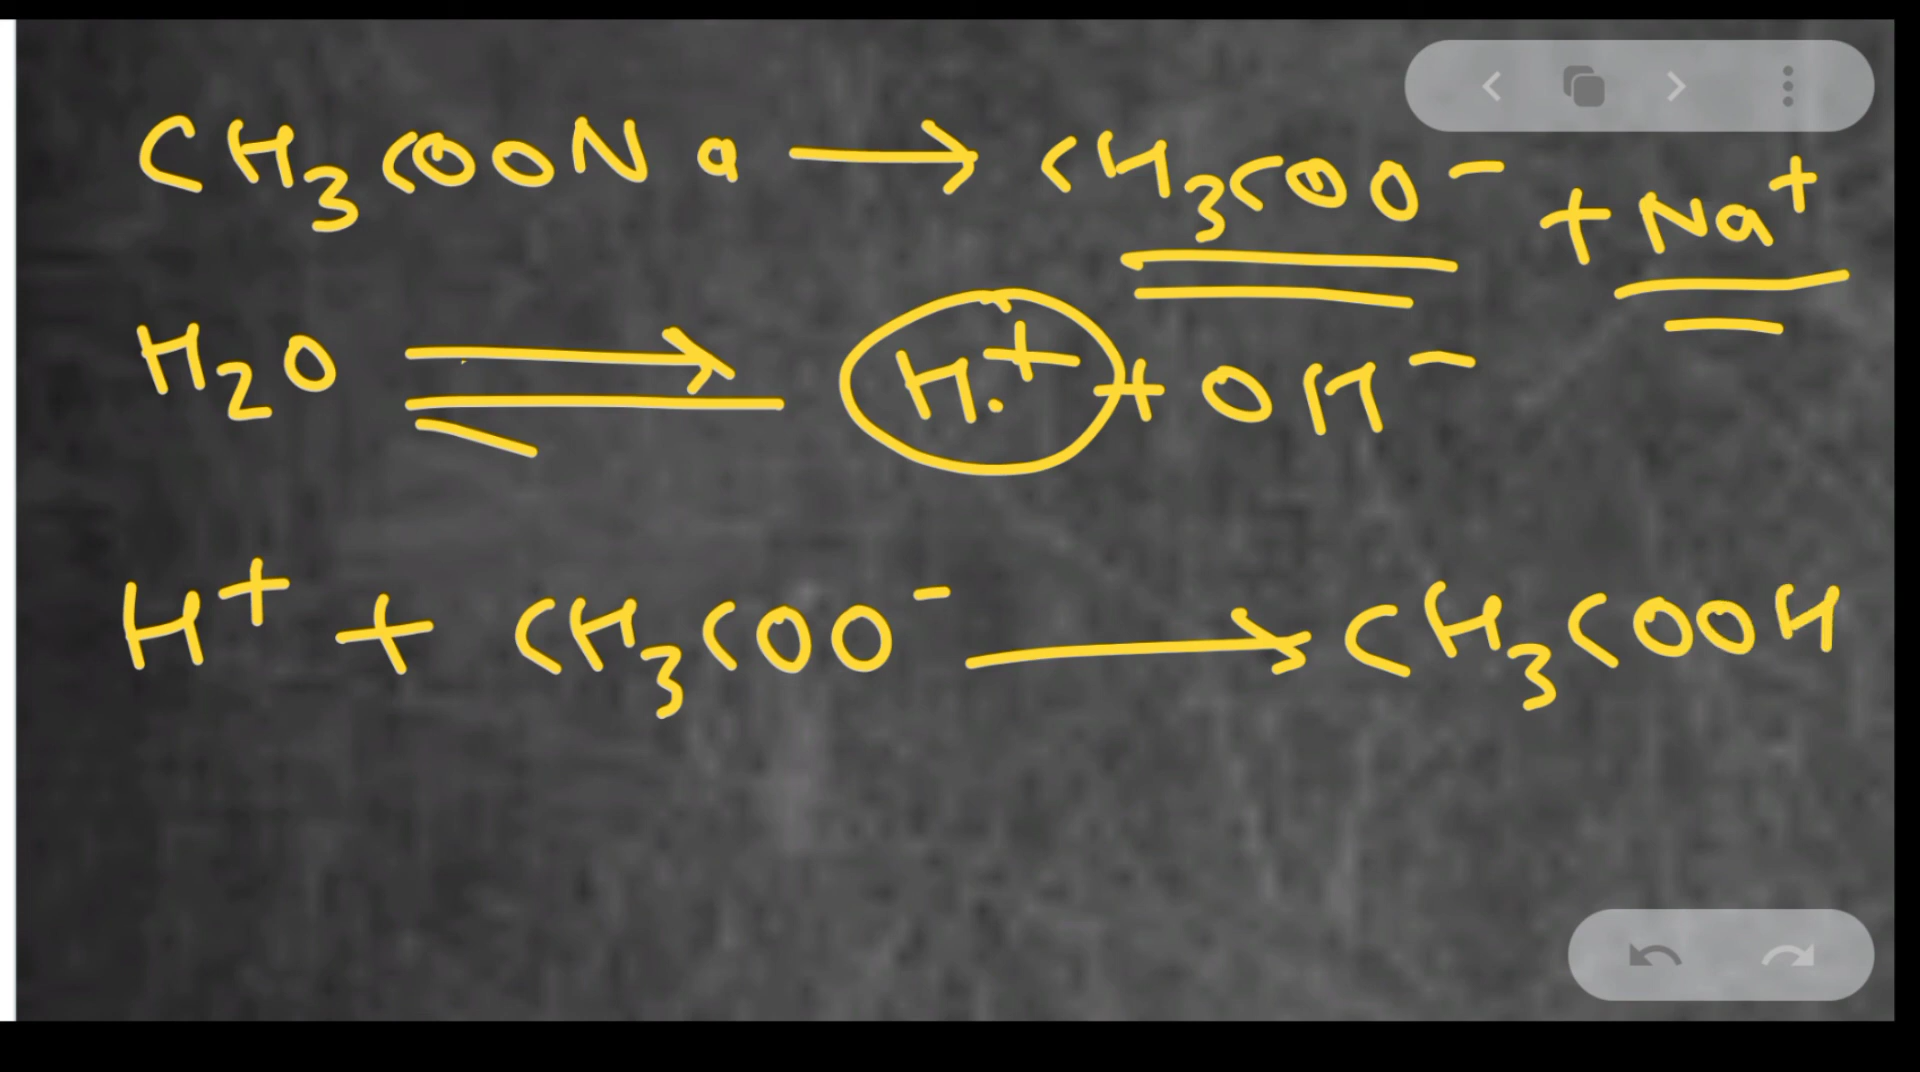 CH₃COONa → CH₃COO⁻ + Na⁺
H₂O ⇌ H⁺ + OH⁻
H⁺ + CH₃COO⁻ → CH₃COOH